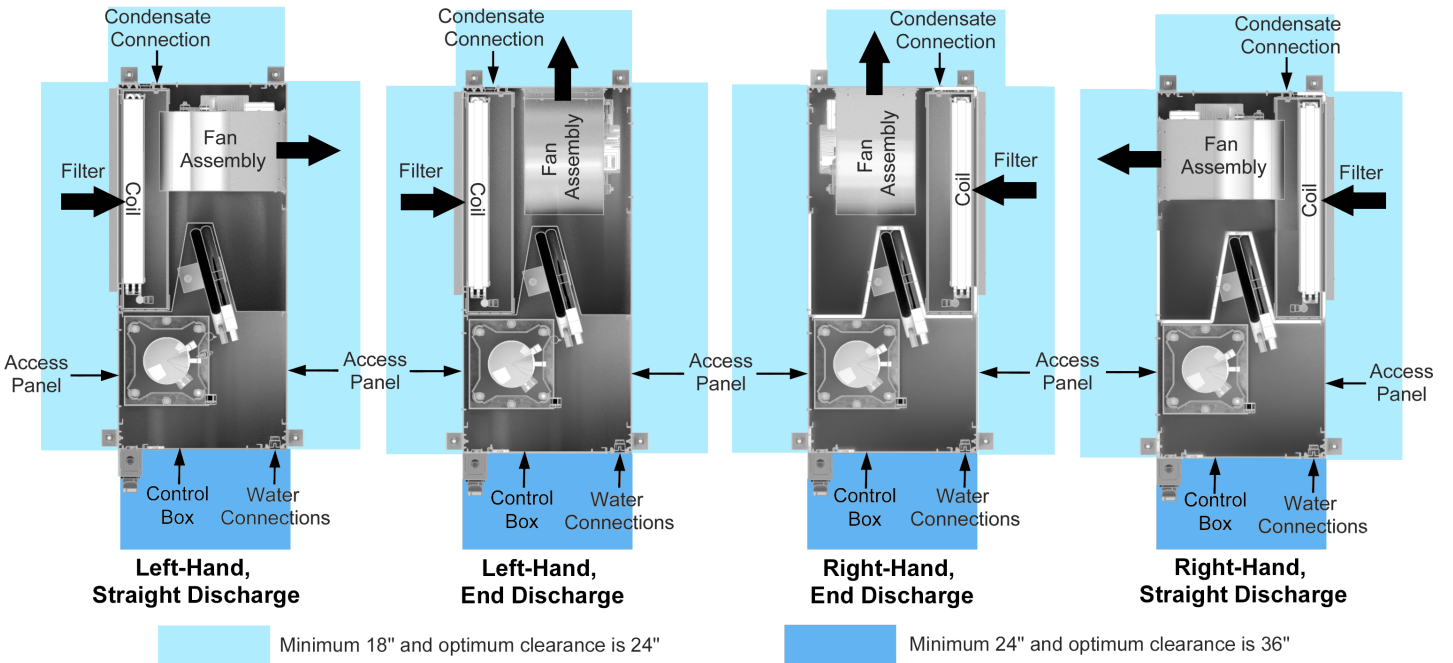 Condensate
Connection
Filter
Coil
Fan
Assembly
Access
Panel
Control
Box
Water
Connections
Left-Hand,
Straight Discharge
Condensate
Connection
Filter
Coil
Fan
Assembly
Access
Panel
Control
Box
Water
Connections
Left-Hand,
End Discharge
Condensate
Connection
Fan
Assembly
Coil
Filter
Access
Panel
Control
Box
Water
Connections
Right-Hand,
End Discharge
Condensate
Connection
Fan
Assembly
Coil
Filter
Access
Panel
Access
Panel
Control
Box
Water
Connections
Right-Hand,
Straight Discharge
Minimum 18" and optimum clearance is 24"
Minimum 24" and optimum clearance is 36"